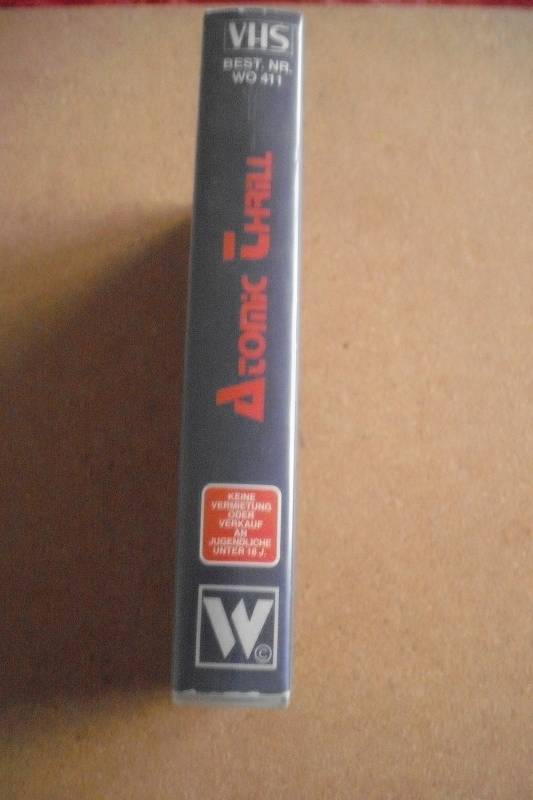 VHS
BEST. NR.
WO 411
Atomic Thrill
KEINE
VERMIETUNG
ODER
VERKAUF
AN
JUGENDLICHE
UNTER 18 J.
W
©